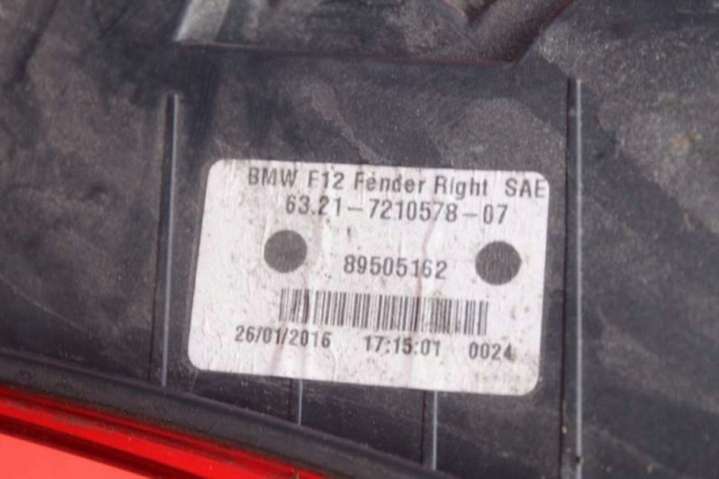 BMW F12 Fender Right SAE
63.21-7210578-07
89505162
26/01/2016 17:15:01 0024